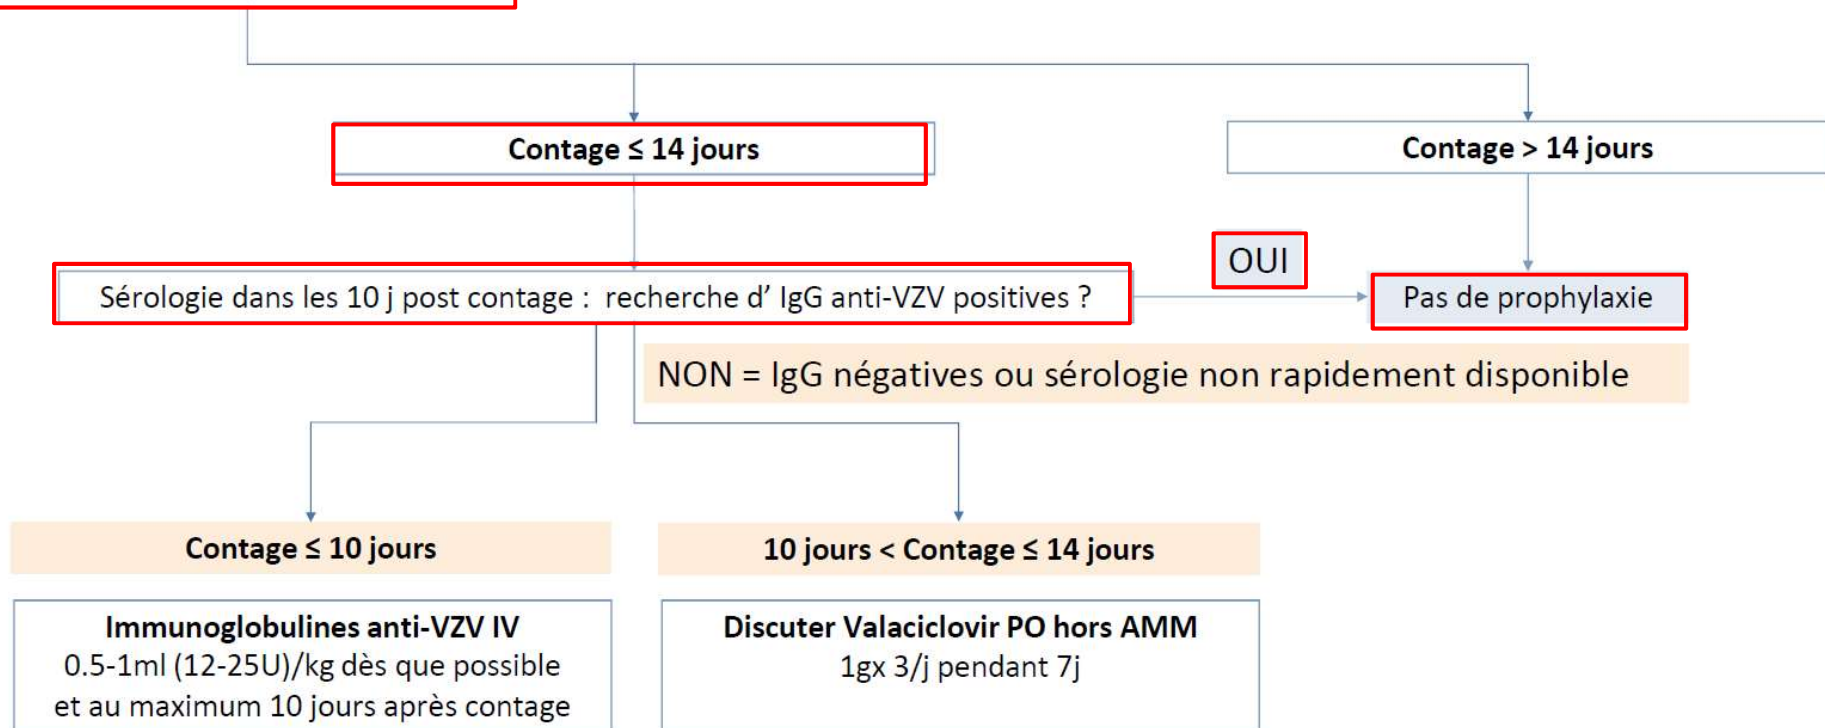 Contage ≤ 14 jours
Contage > 14 jours
OUI
Sérologie dans les 10 j post contage : recherche d' IgG anti-VZV positives ?
Pas de prophylaxie
NON = IgG négatives ou sérologie non rapidement disponible
Contage ≤ 10 jours
10 jours < Contage ≤ 14 jours
Immunoglobulines anti-VZV IV
0.5-1ml (12-25U)/kg dès que possible
et au maximum 10 jours après contage
Discuter Valaciclovir PO hors AMM
1gx 3/j pendant 7j